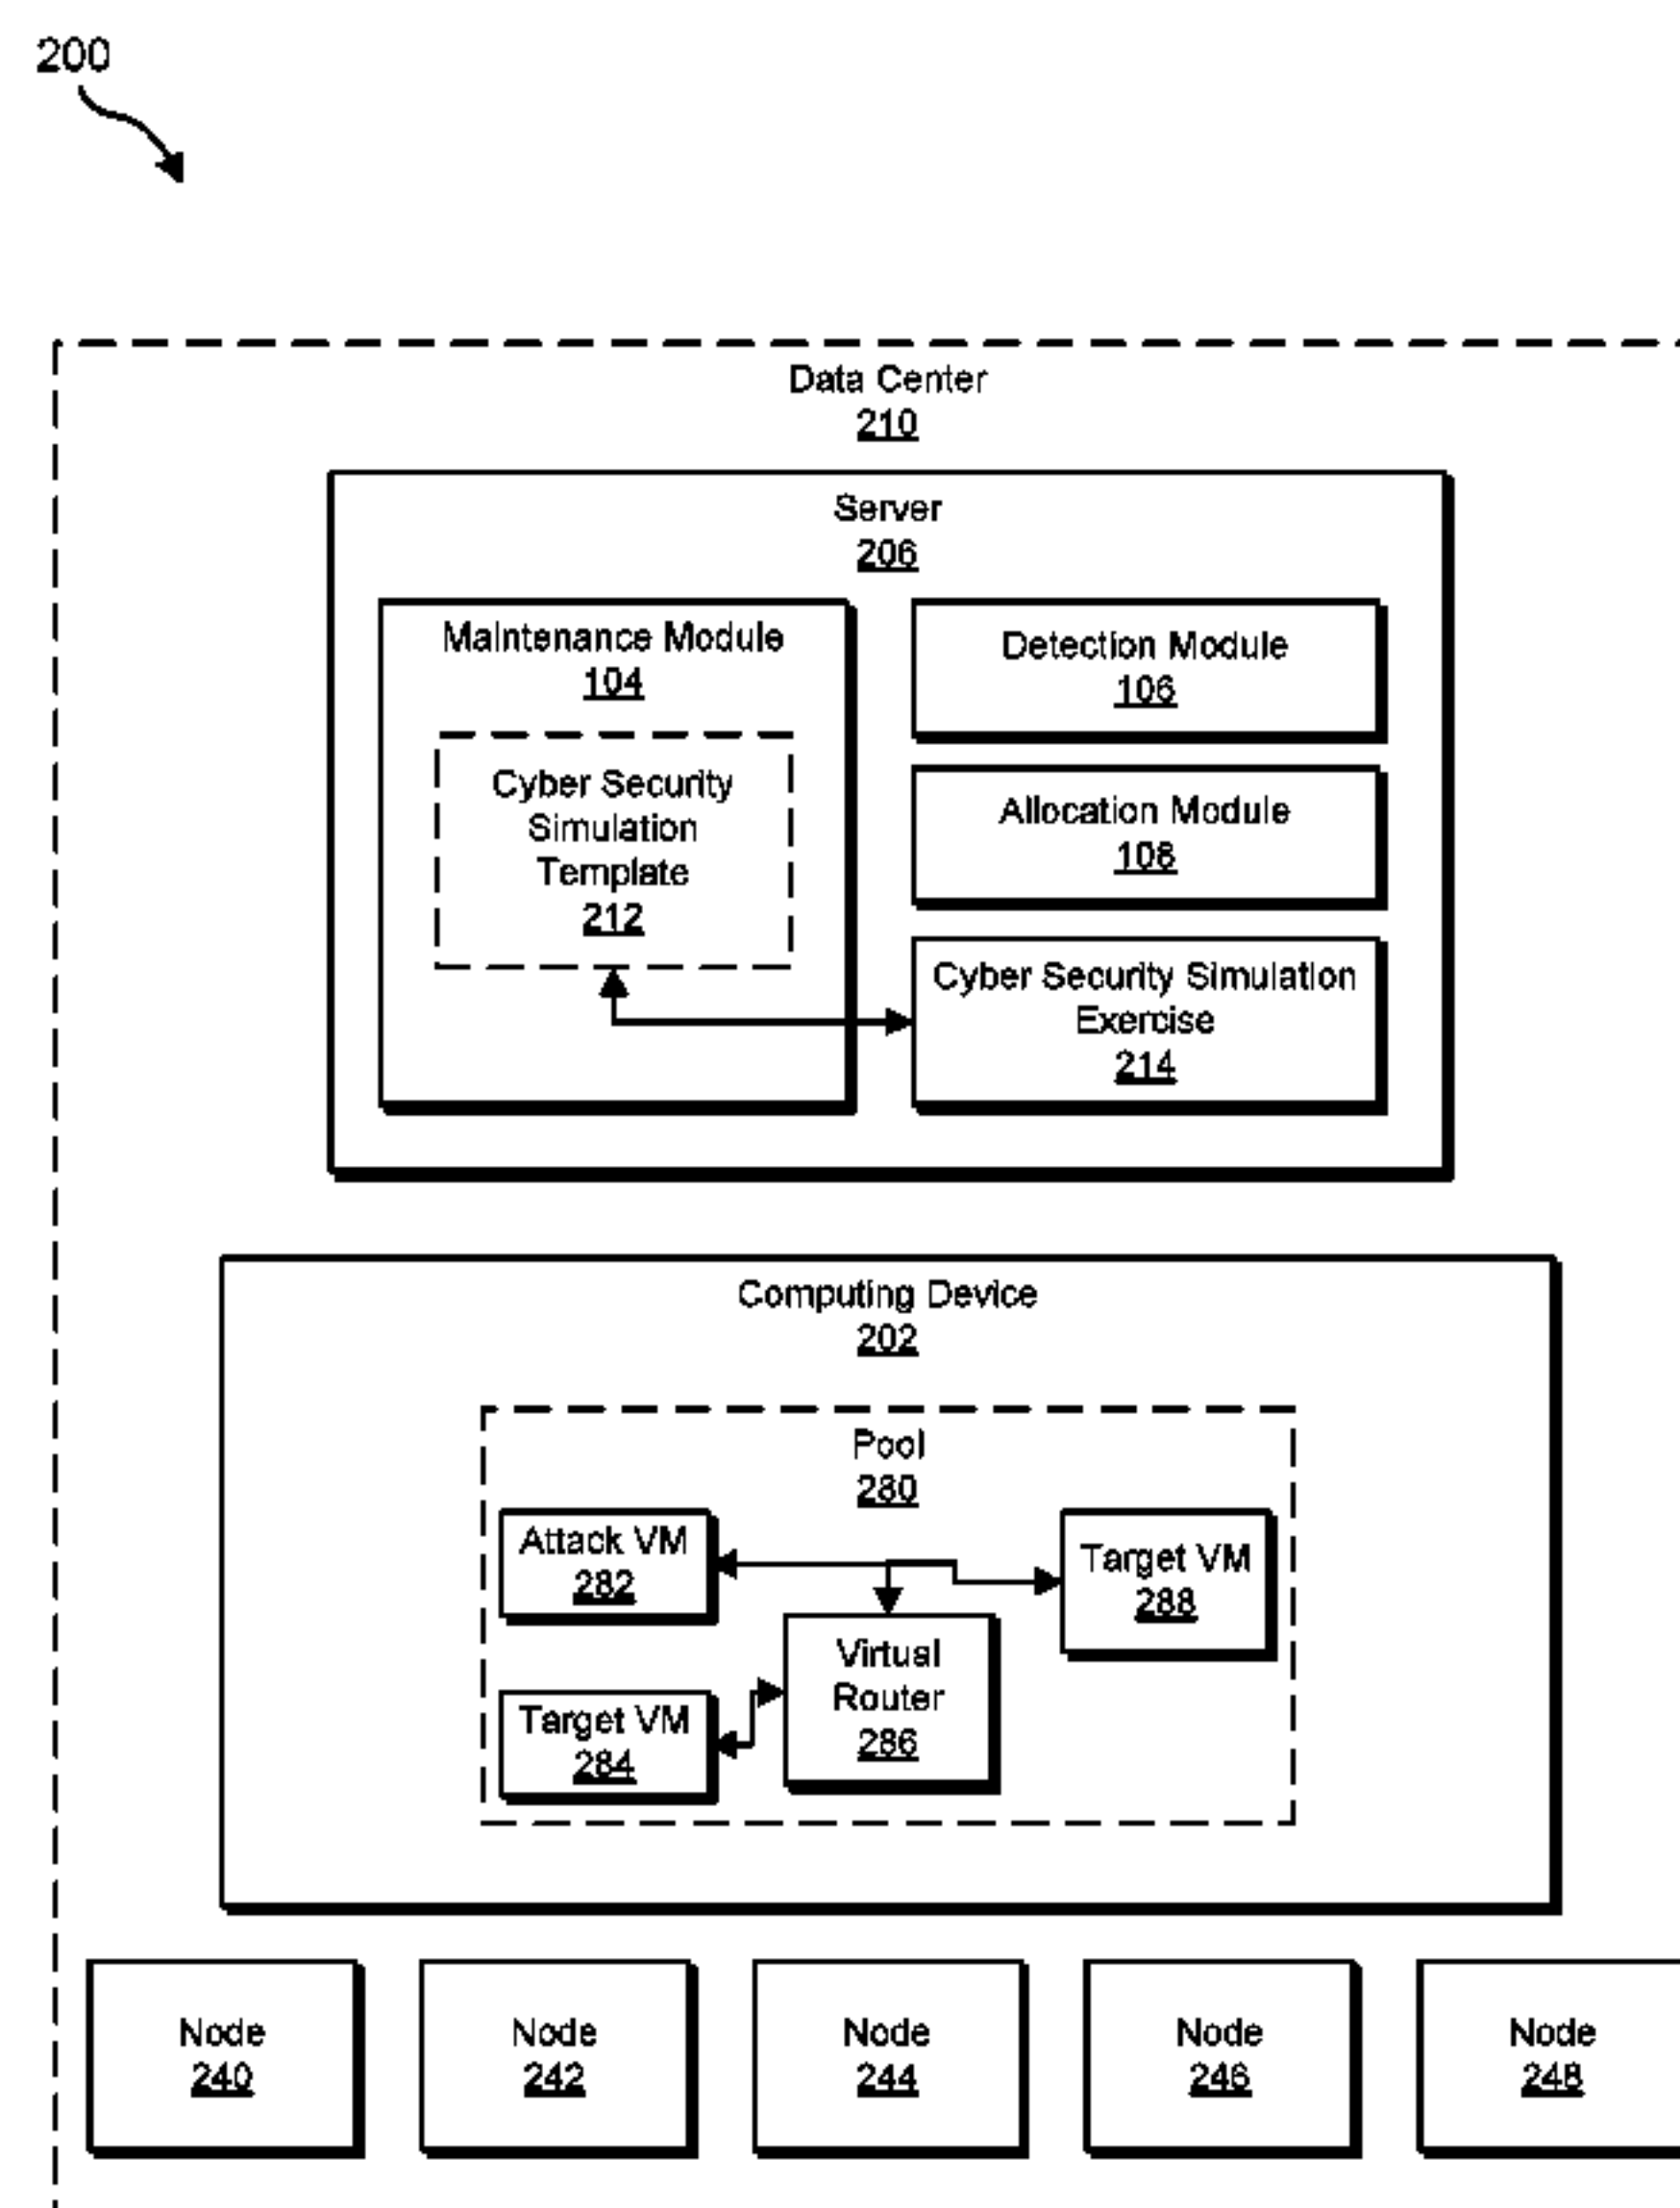 200
Data Center
210
Server
206
Maintenance Module
104
Cyber Security
Simulation
Template
212
Detection Module
106
Allocation Module
108
Cyber Security Simulation
Exercise
214
Computing Device
202
Pool
280
Attack VM
282
Target VM
288
Virtual
Router
286
Target VM
284
Node
240
Node
242
Node
244
Node
246
Node
248